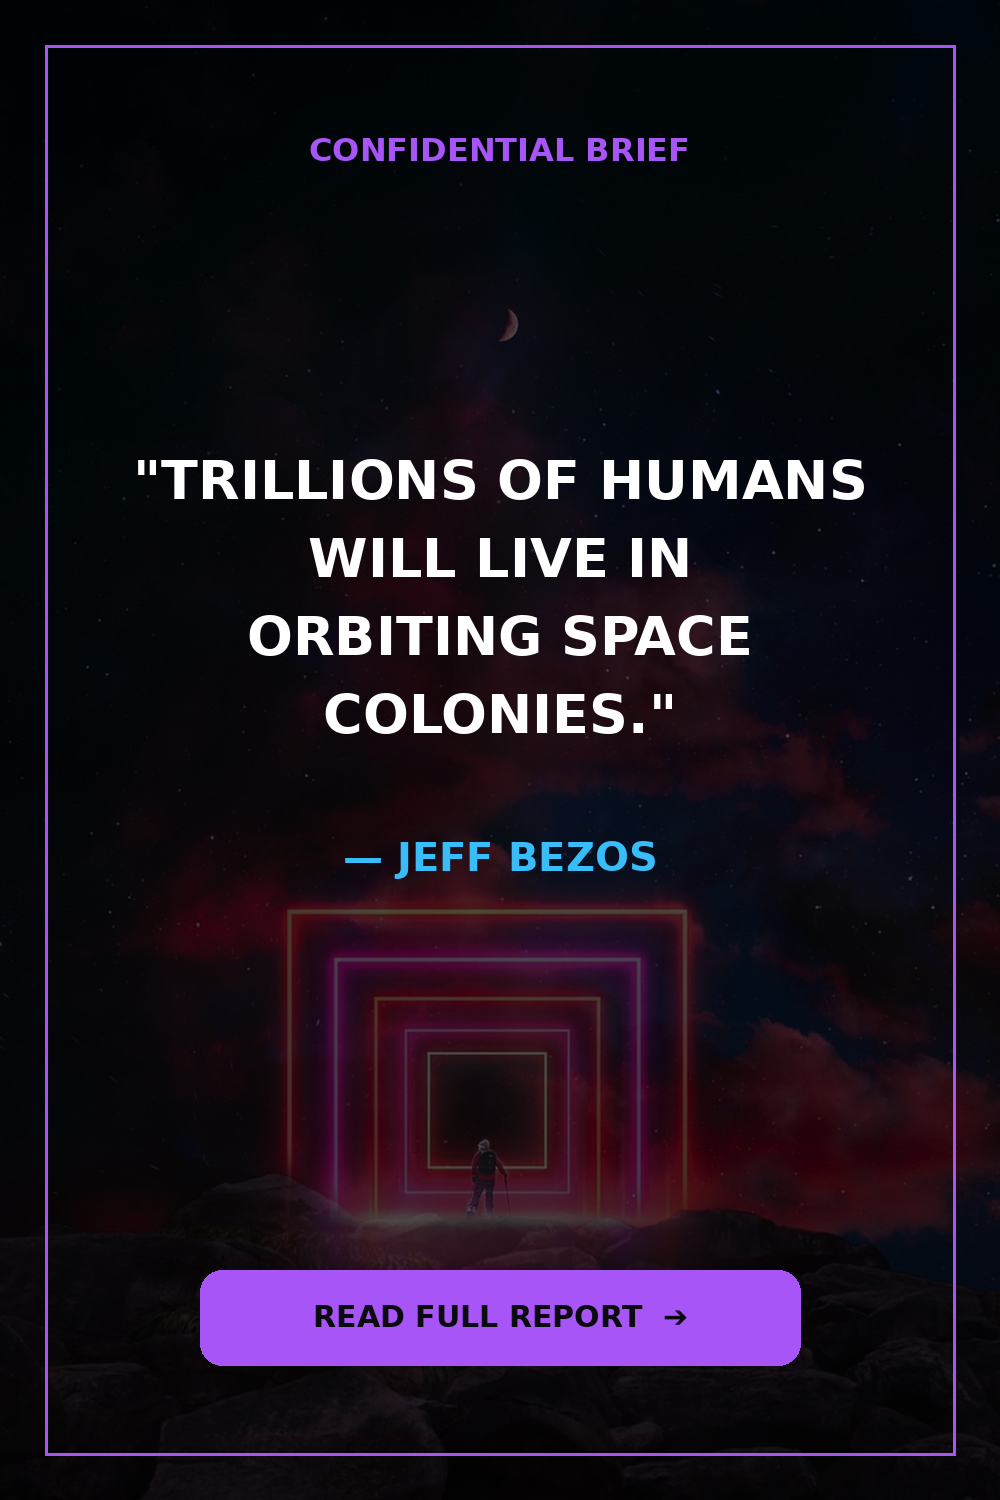 CONFIDENTIAL BRIEF
"TRILLIONS OF HUMANS
WILL LIVE IN
ORBITING SPACE
COLONIES."
— JEFF BEZOS
READ FULL REPORT ➔